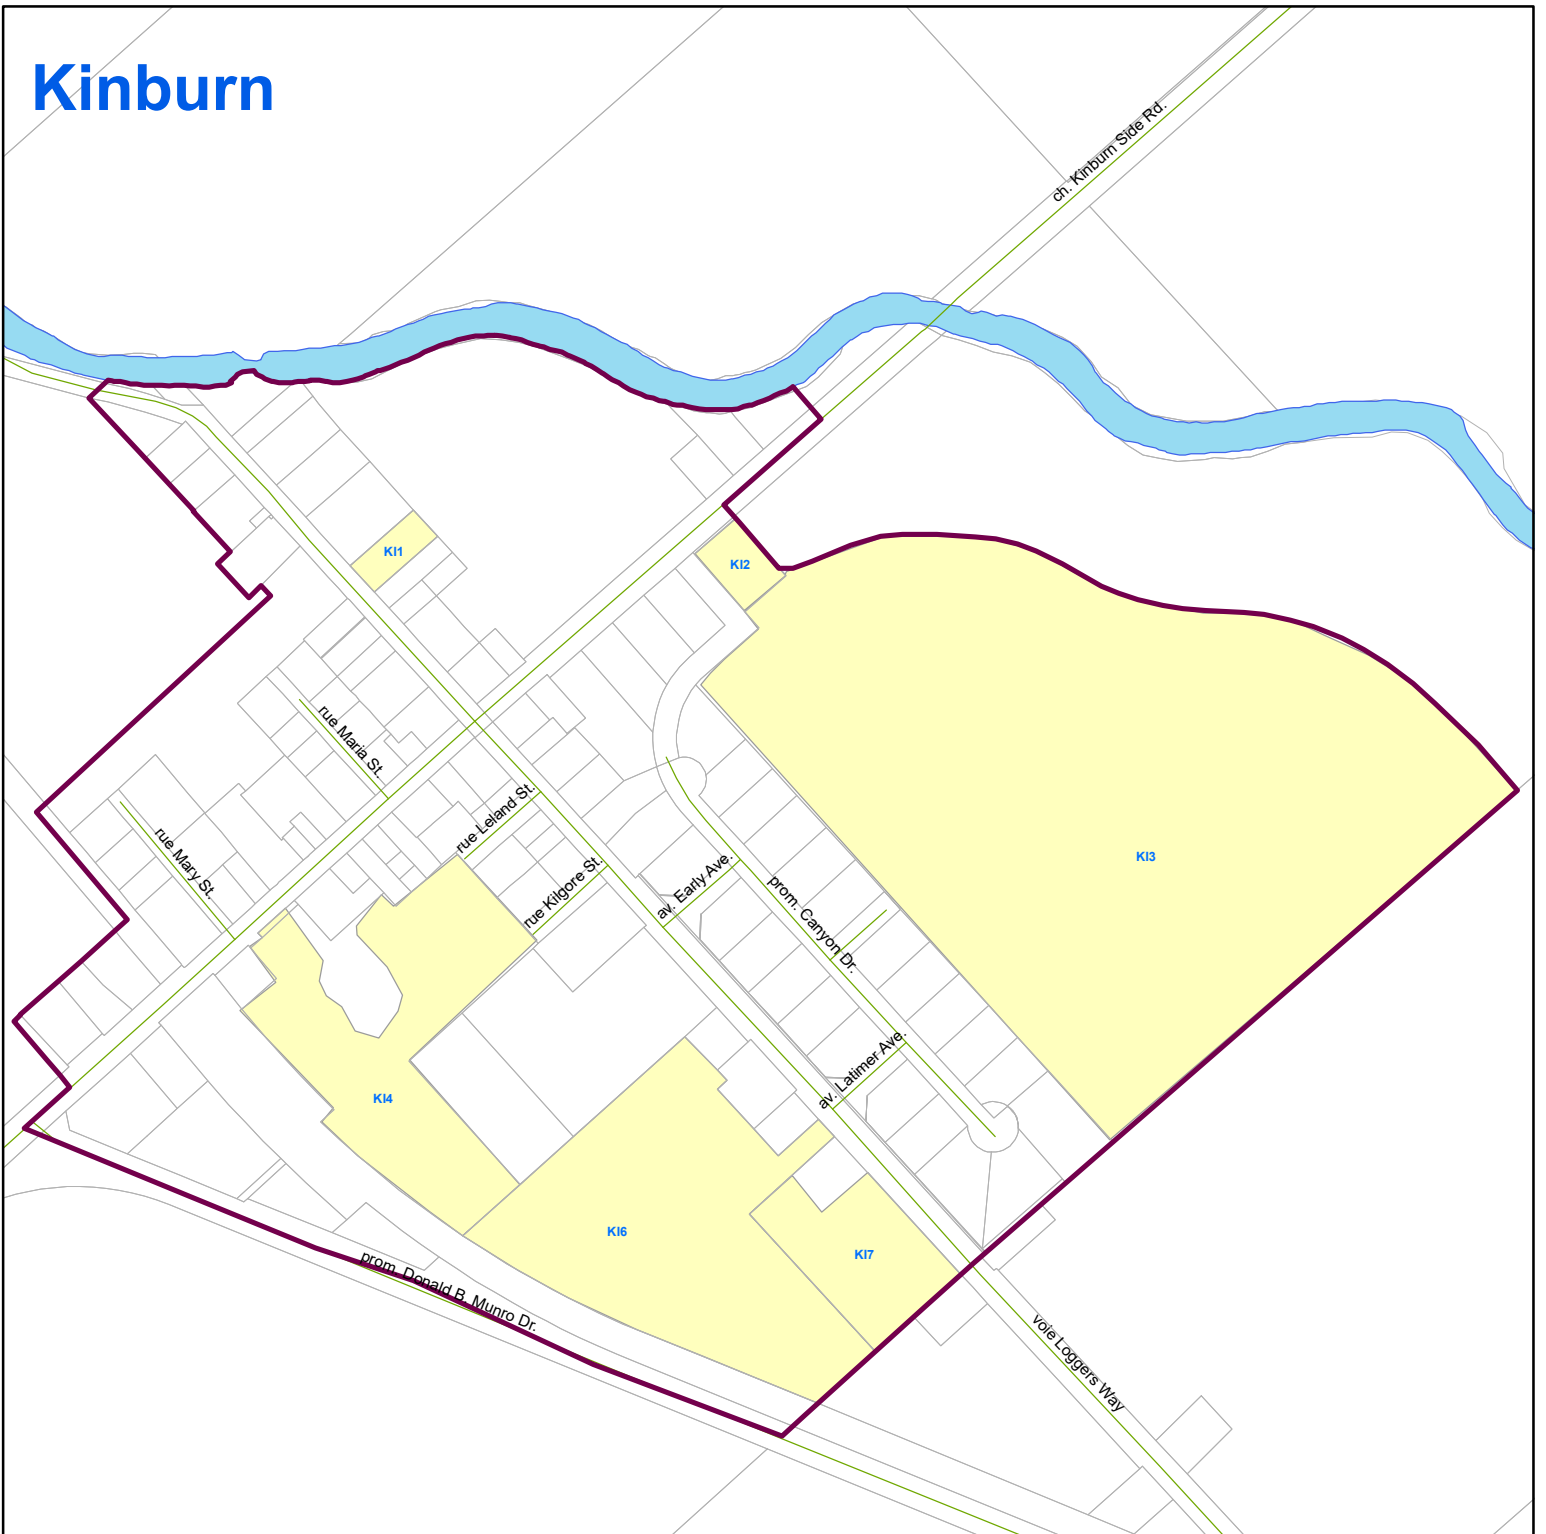 Kinburn
ch. Kinburn Side Rd.
KI1
KI2
rue Maria St.
rue Leland St.
rue Mary St.
rue Kilgore St.
av. Early Ave.
prom. Canyon Dr.
KI3
av. Latimer Ave.
KI4
KI6
KI7
prom. Donald B. Munro Dr.
voie Loggers Way